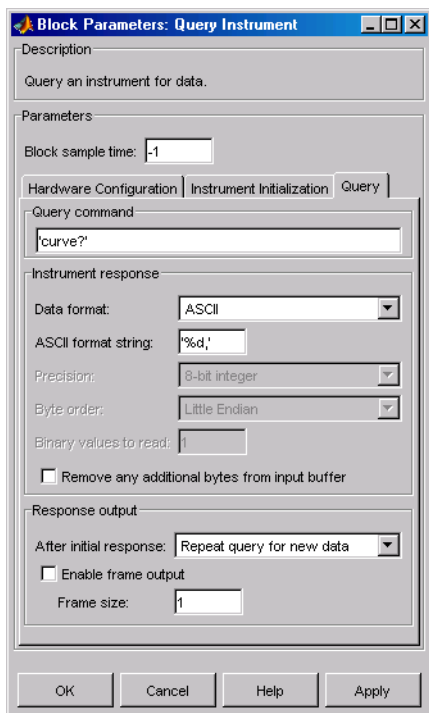 Block Parameters: Query Instrument
Description
Query an instrument for data.
Parameters
Block sample time: -1
Hardware Configuration Instrument Initialization Query
Query command
'curve?'
Instrument response
Data format: ASCII
ASCII format string: '%d,'
Precision: 8-bit integer
Byte order: Little Endian
Binary values to read: 1
Remove any additional bytes from input buffer
Response output
After initial response: Repeat query for new data
Enable frame output
Frame size: 1
OK Cancel Help Apply